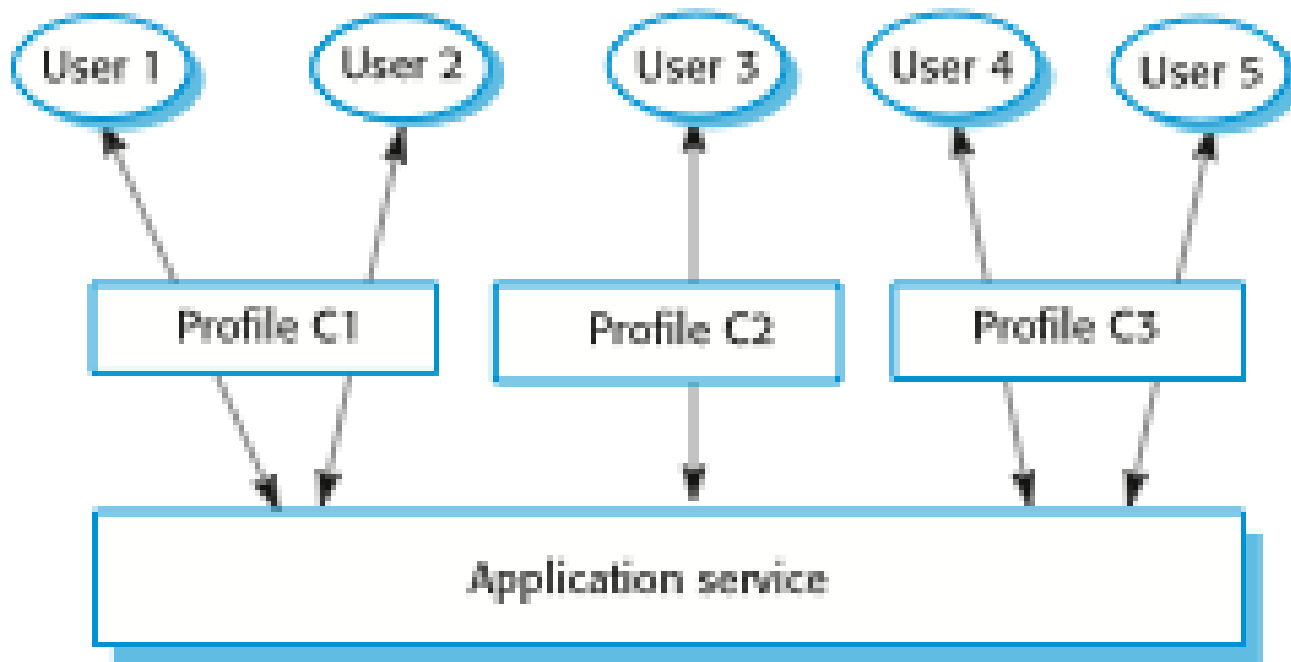 User 1
User 2
User 3
User 4
User 5
Profile C1
Profile C2
Profile C3
Application service